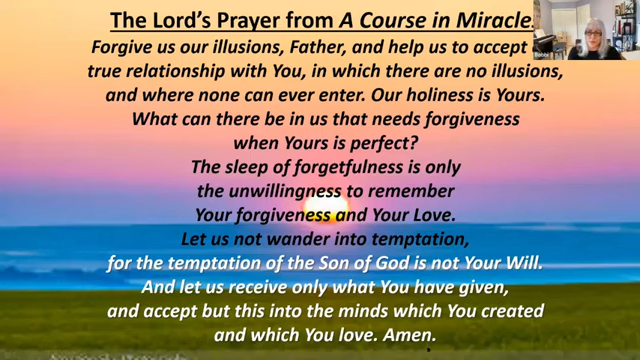 The Lord's Prayer from A Course in Miracle
Forgive us our illusions, Father, and help us to accept
true relationship with You, in which there are no illusions,
and where none can ever enter. Our holiness is Yours.
What can there be in us that needs forgiveness
when Yours is perfect?
The sleep of forgetfulness is only
the unwillingness to remember
Your forgiveness and Your Love.
Let us not wander into temptation,
for the temptation of the Son of God is not Your Will.
And let us receive only what You have given,
and accept but this into the minds which You created
and which You love. Amen.